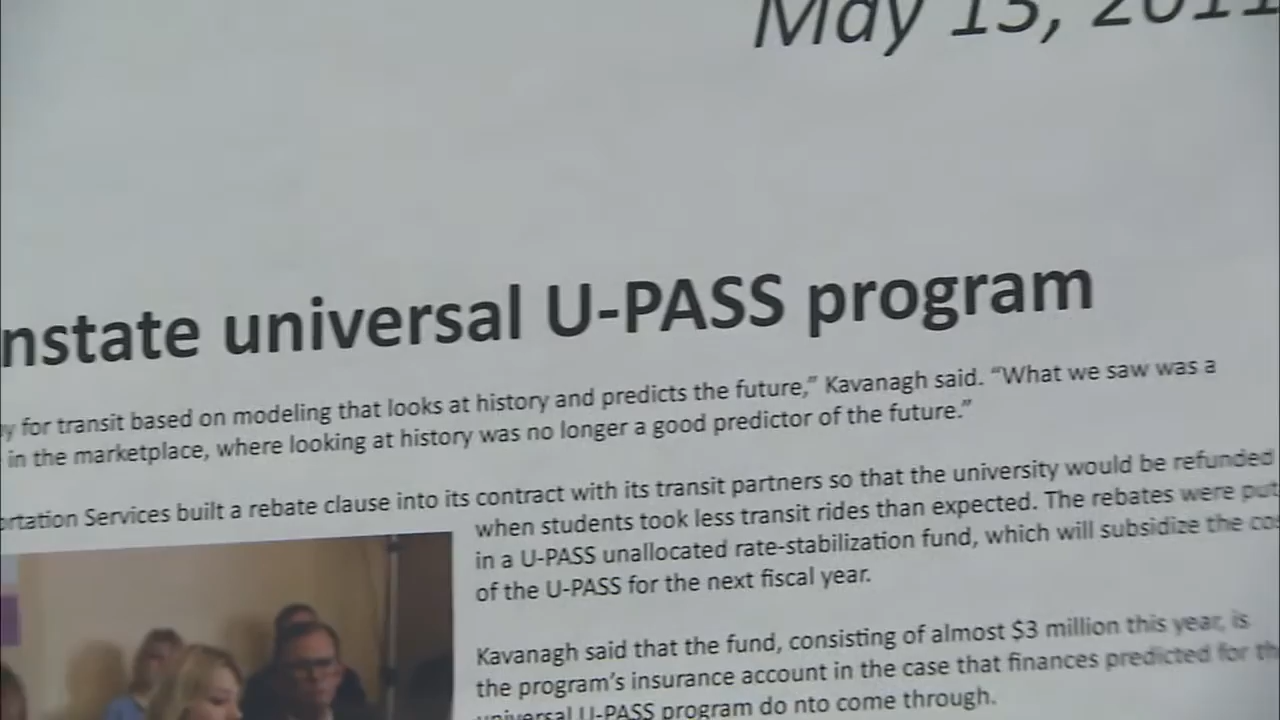 May 13, 2011
nstate universal U-PASS program
y for transit based on modeling that looks at history and predicts the future,” Kavanagh said. “What we saw was a
in the marketplace, where looking at history was no longer a good predictor of the future.”
ortation Services built a rebate clause into its contract with its transit partners so that the university would be refunded
when students took less transit rides than expected. The rebates were put
in a U-PASS unallocated rate-stabilization fund, which will subsidize the co
of the U-PASS for the next fiscal year.
Kavanagh said that the fund, consisting of almost $3 million this year, is
the program’s insurance account in the case that finances predicted for th
universal U-PASS program do nto come through.